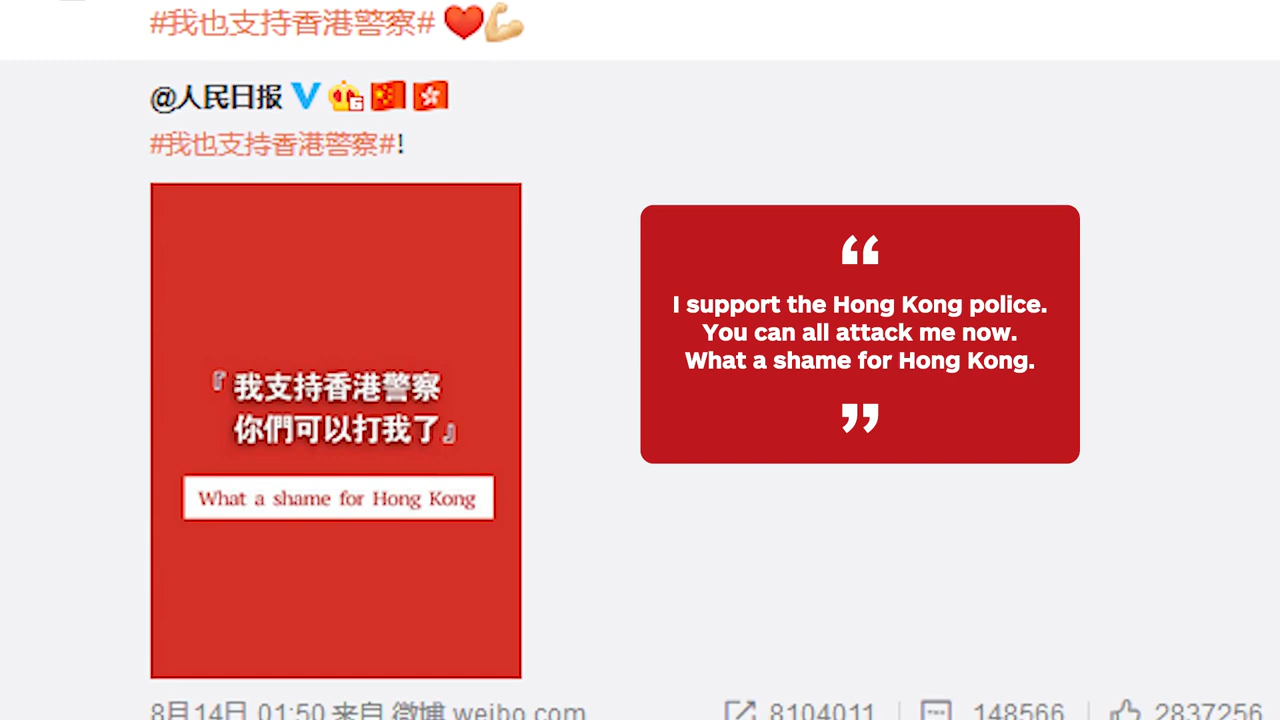 #我也支持香港警察#
@人民日报
#我也支持香港警察#!
『我支持香港警察
你們可以打我了』
What a shame for Hong Kong
“
I support the Hong Kong police.
You can all attack me now.
What a shame for Hong Kong.
”
8月14日 01:50 来自 微博 weibo.com
8104011
148566
2837256